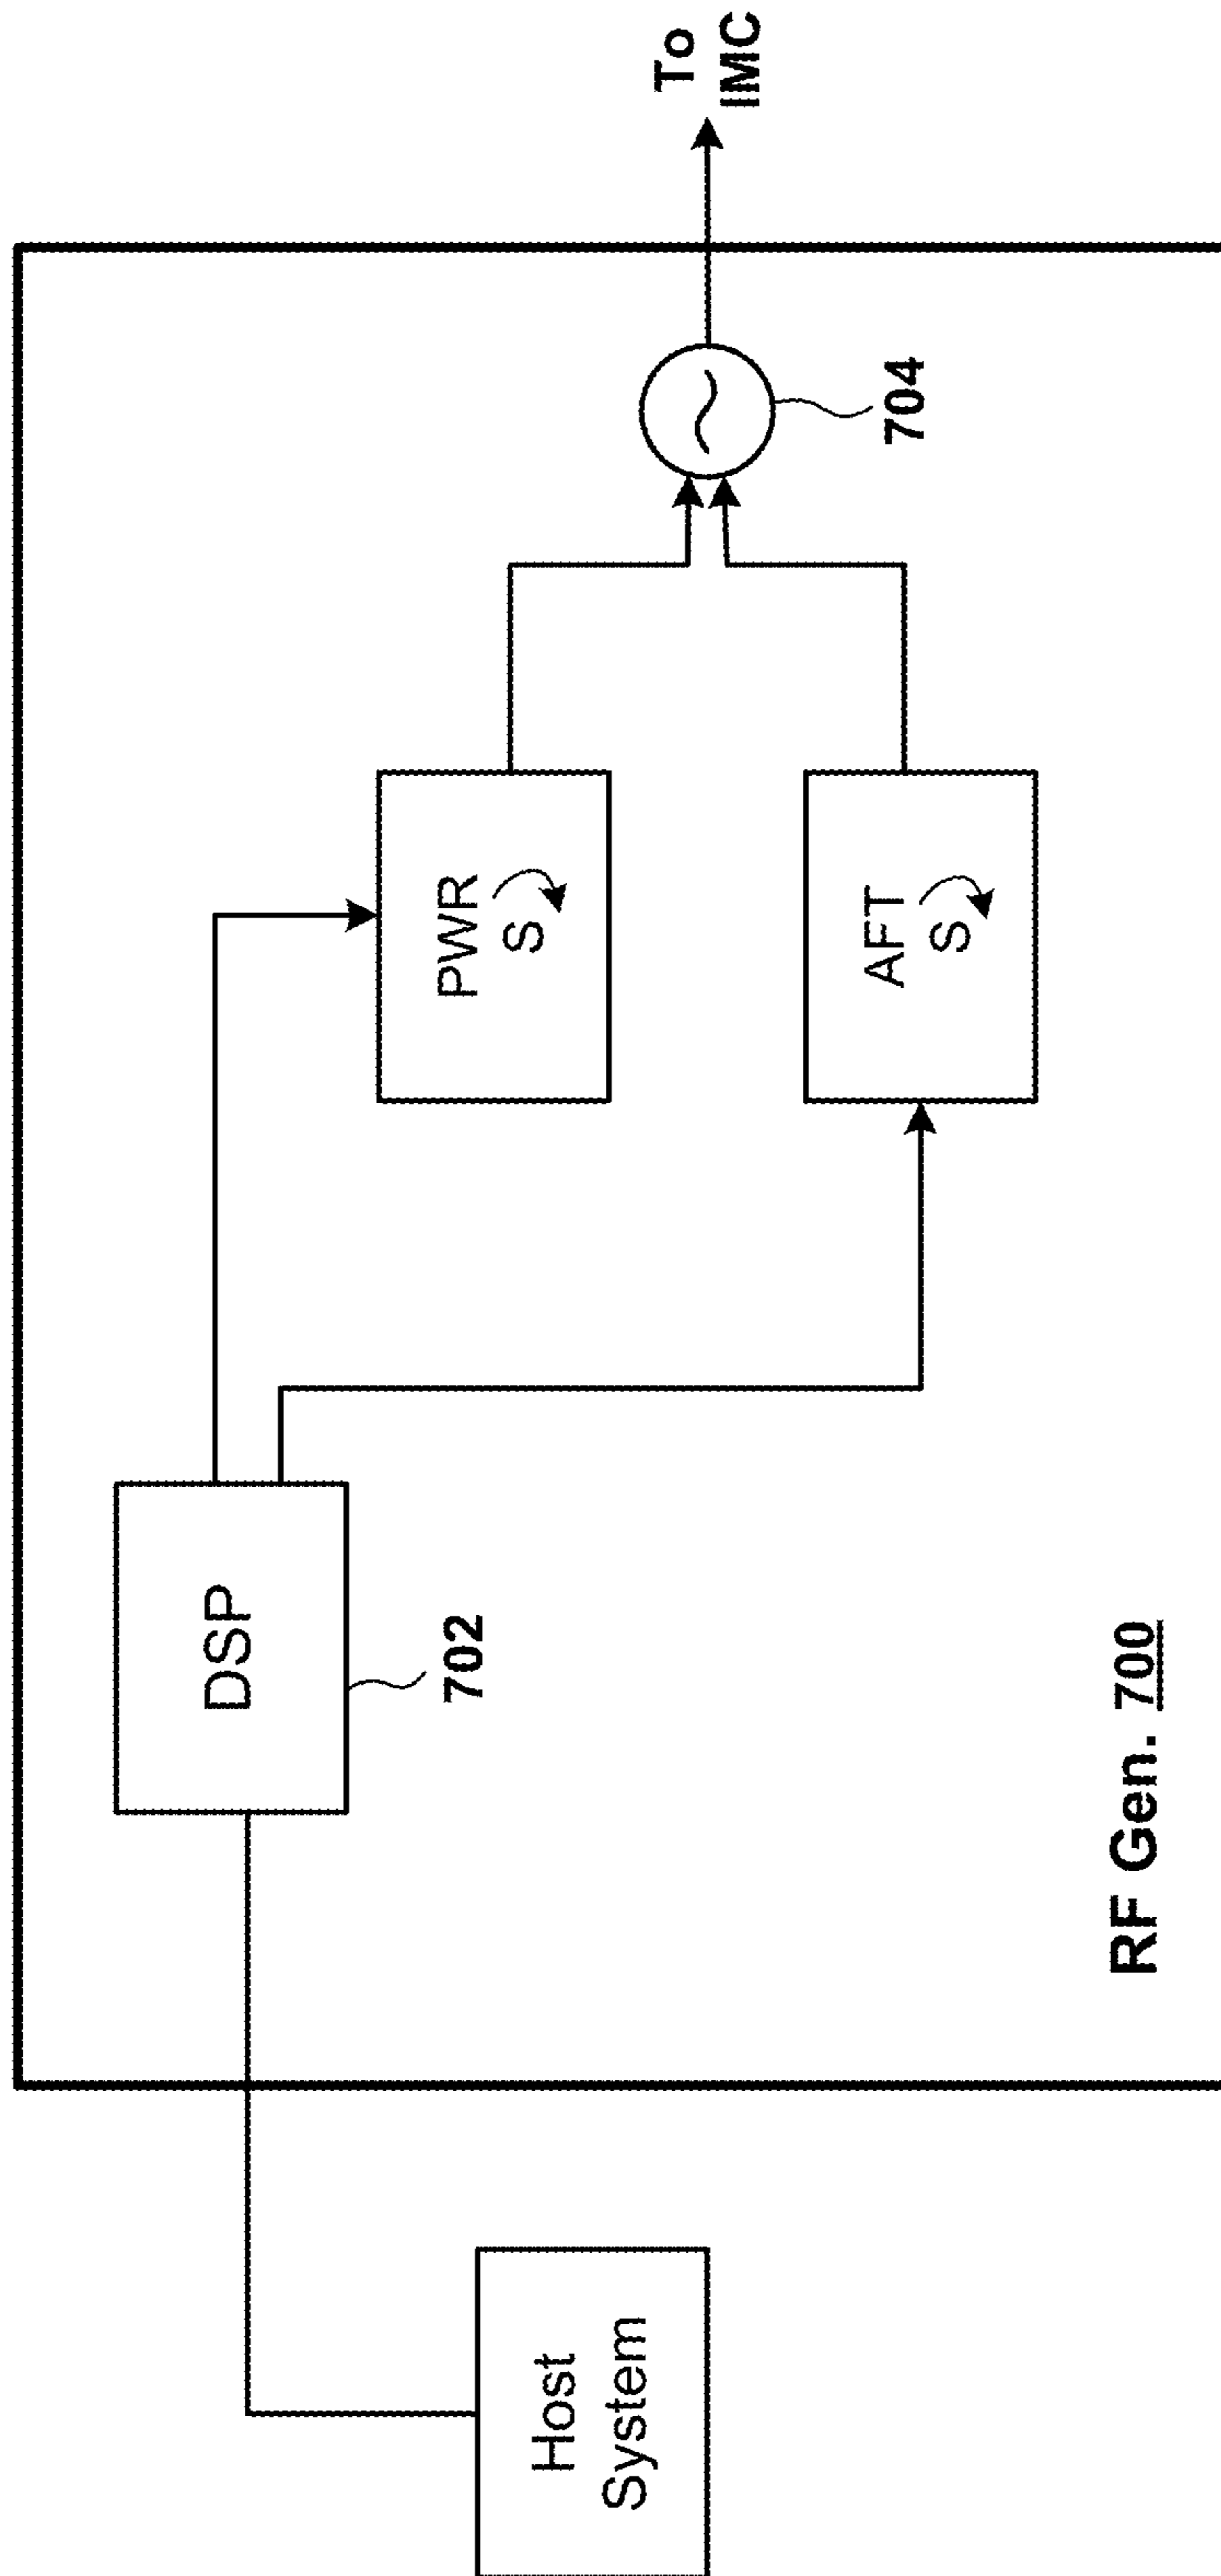 Host
System
DSP
702
RF Gen. 700
PWR
S
AFT
S
704
To
IMC